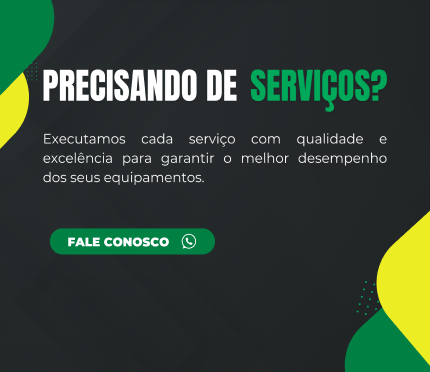 PRECISANDO DE SERVIÇOS?
Executamos cada serviço com qualidade e
excelência para garantir o melhor desempenho
dos seus equipamentos.
FALE CONOSCO